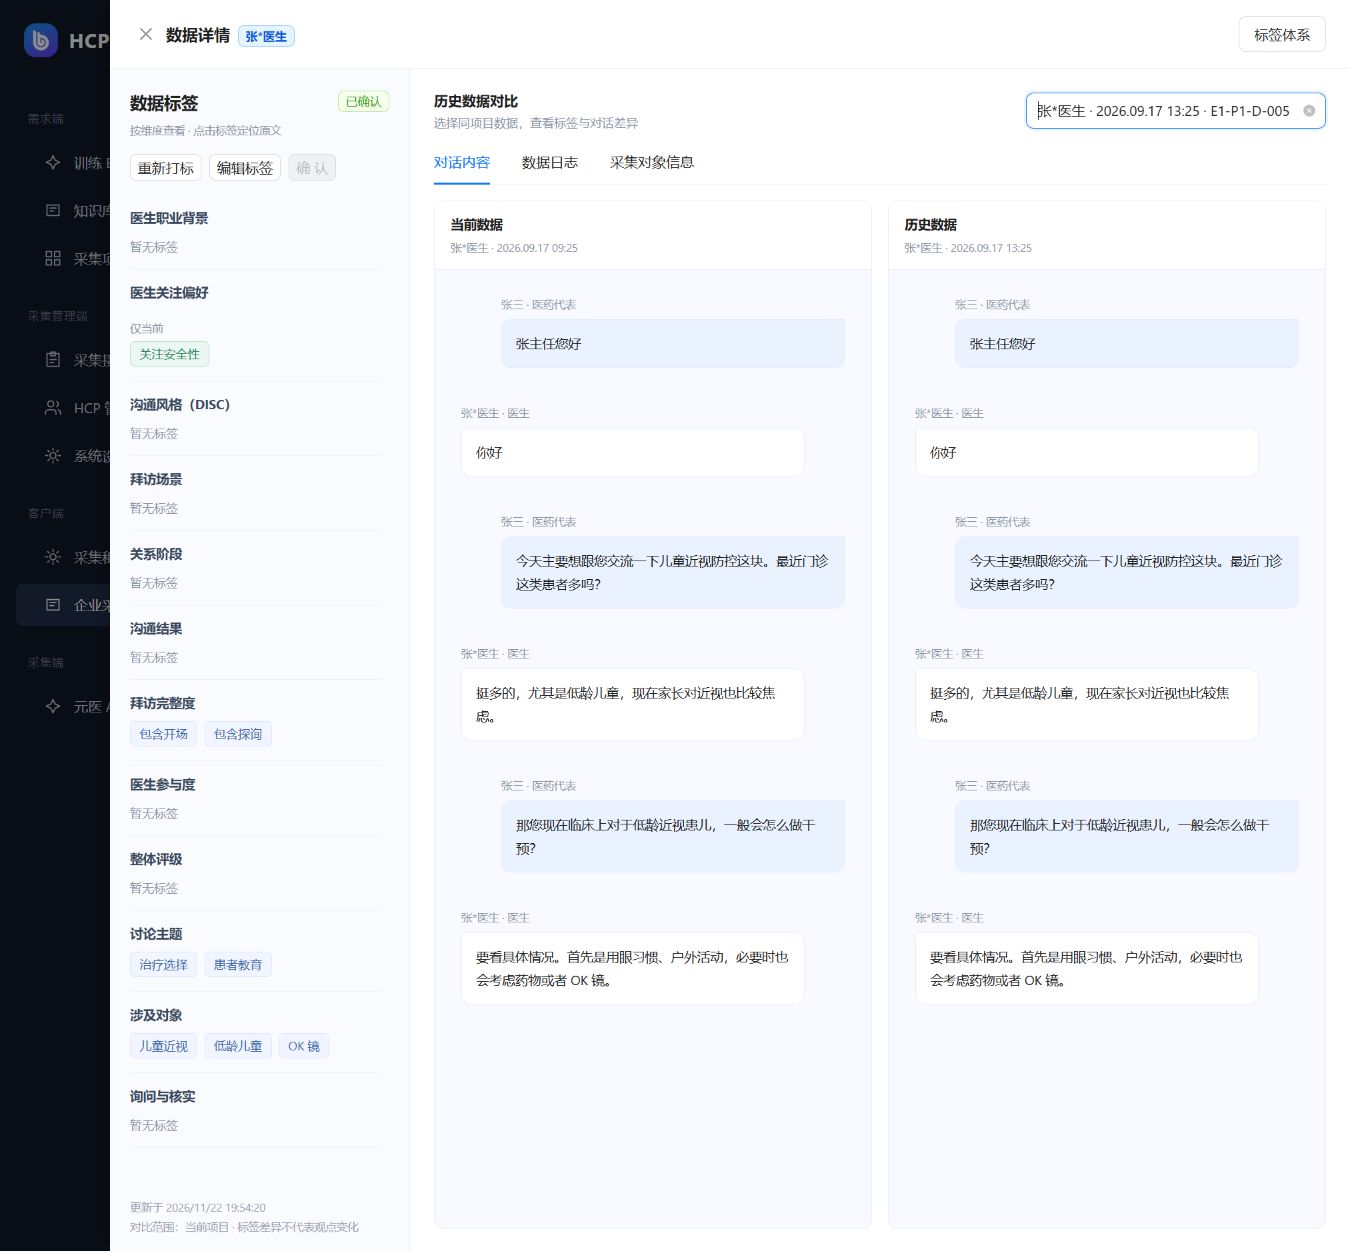 HCP
需求端
训练
知识库
采集项
采集管理端
采集
HCP 管
系统设
客户端
采集
企业采
采集端
元医 A
数据详情 张*医生
标签体系
数据标签 已确认
按维度查看 · 点击标签定位原文
重新打标 编辑标签 确 认
医生职业背景
暂无标签
医生关注偏好
仅当前
关注安全性
沟通风格（DISC）
暂无标签
拜访场景
暂无标签
关系阶段
暂无标签
沟通结果
暂无标签
拜访完整度
包含开场 包含探询
医生参与度
暂无标签
整体评级
暂无标签
讨论主题
治疗选择 患者教育
涉及对象
儿童近视 低龄儿童 OK 镜
询问与核实
暂无标签
更新于 2026/11/22 19:54:20
对比范围：当前项目 · 标签差异不代表观点变化
历史数据对比
选择同项目数据，查看标签与对话差异
张*医生 · 2026.09.17 13:25 · E1-P1-D-005
对话内容 数据日志 采集对象信息
当前数据
张*医生 · 2026.09.17 09:25
张三 · 医药代表
张主任您好
张*医生 · 医生
你好
张三 · 医药代表
今天主要想跟您交流一下儿童近视防控这块。最近门诊
这类患者多吗？
张*医生 · 医生
挺多的，尤其是低龄儿童，现在家长对近视也比较焦
虑。
张三 · 医药代表
那您现在临床上对于低龄近视患儿，一般会怎么做干
预？
张*医生 · 医生
要看具体情况。首先是用眼习惯、户外活动，必要时也
会考虑药物或者 OK 镜。
历史数据
张*医生 · 2026.09.17 13:25
张三 · 医药代表
张主任您好
张*医生 · 医生
你好
张三 · 医药代表
今天主要想跟您交流一下儿童近视防控这块。最近门诊
这类患者多吗？
张*医生 · 医生
挺多的，尤其是低龄儿童，现在家长对近视也比较焦
虑。
张三 · 医药代表
那您现在临床上对于低龄近视患儿，一般会怎么做干
预？
张*医生 · 医生
要看具体情况。首先是用眼习惯、户外活动，必要时也
会考虑药物或者 OK 镜。